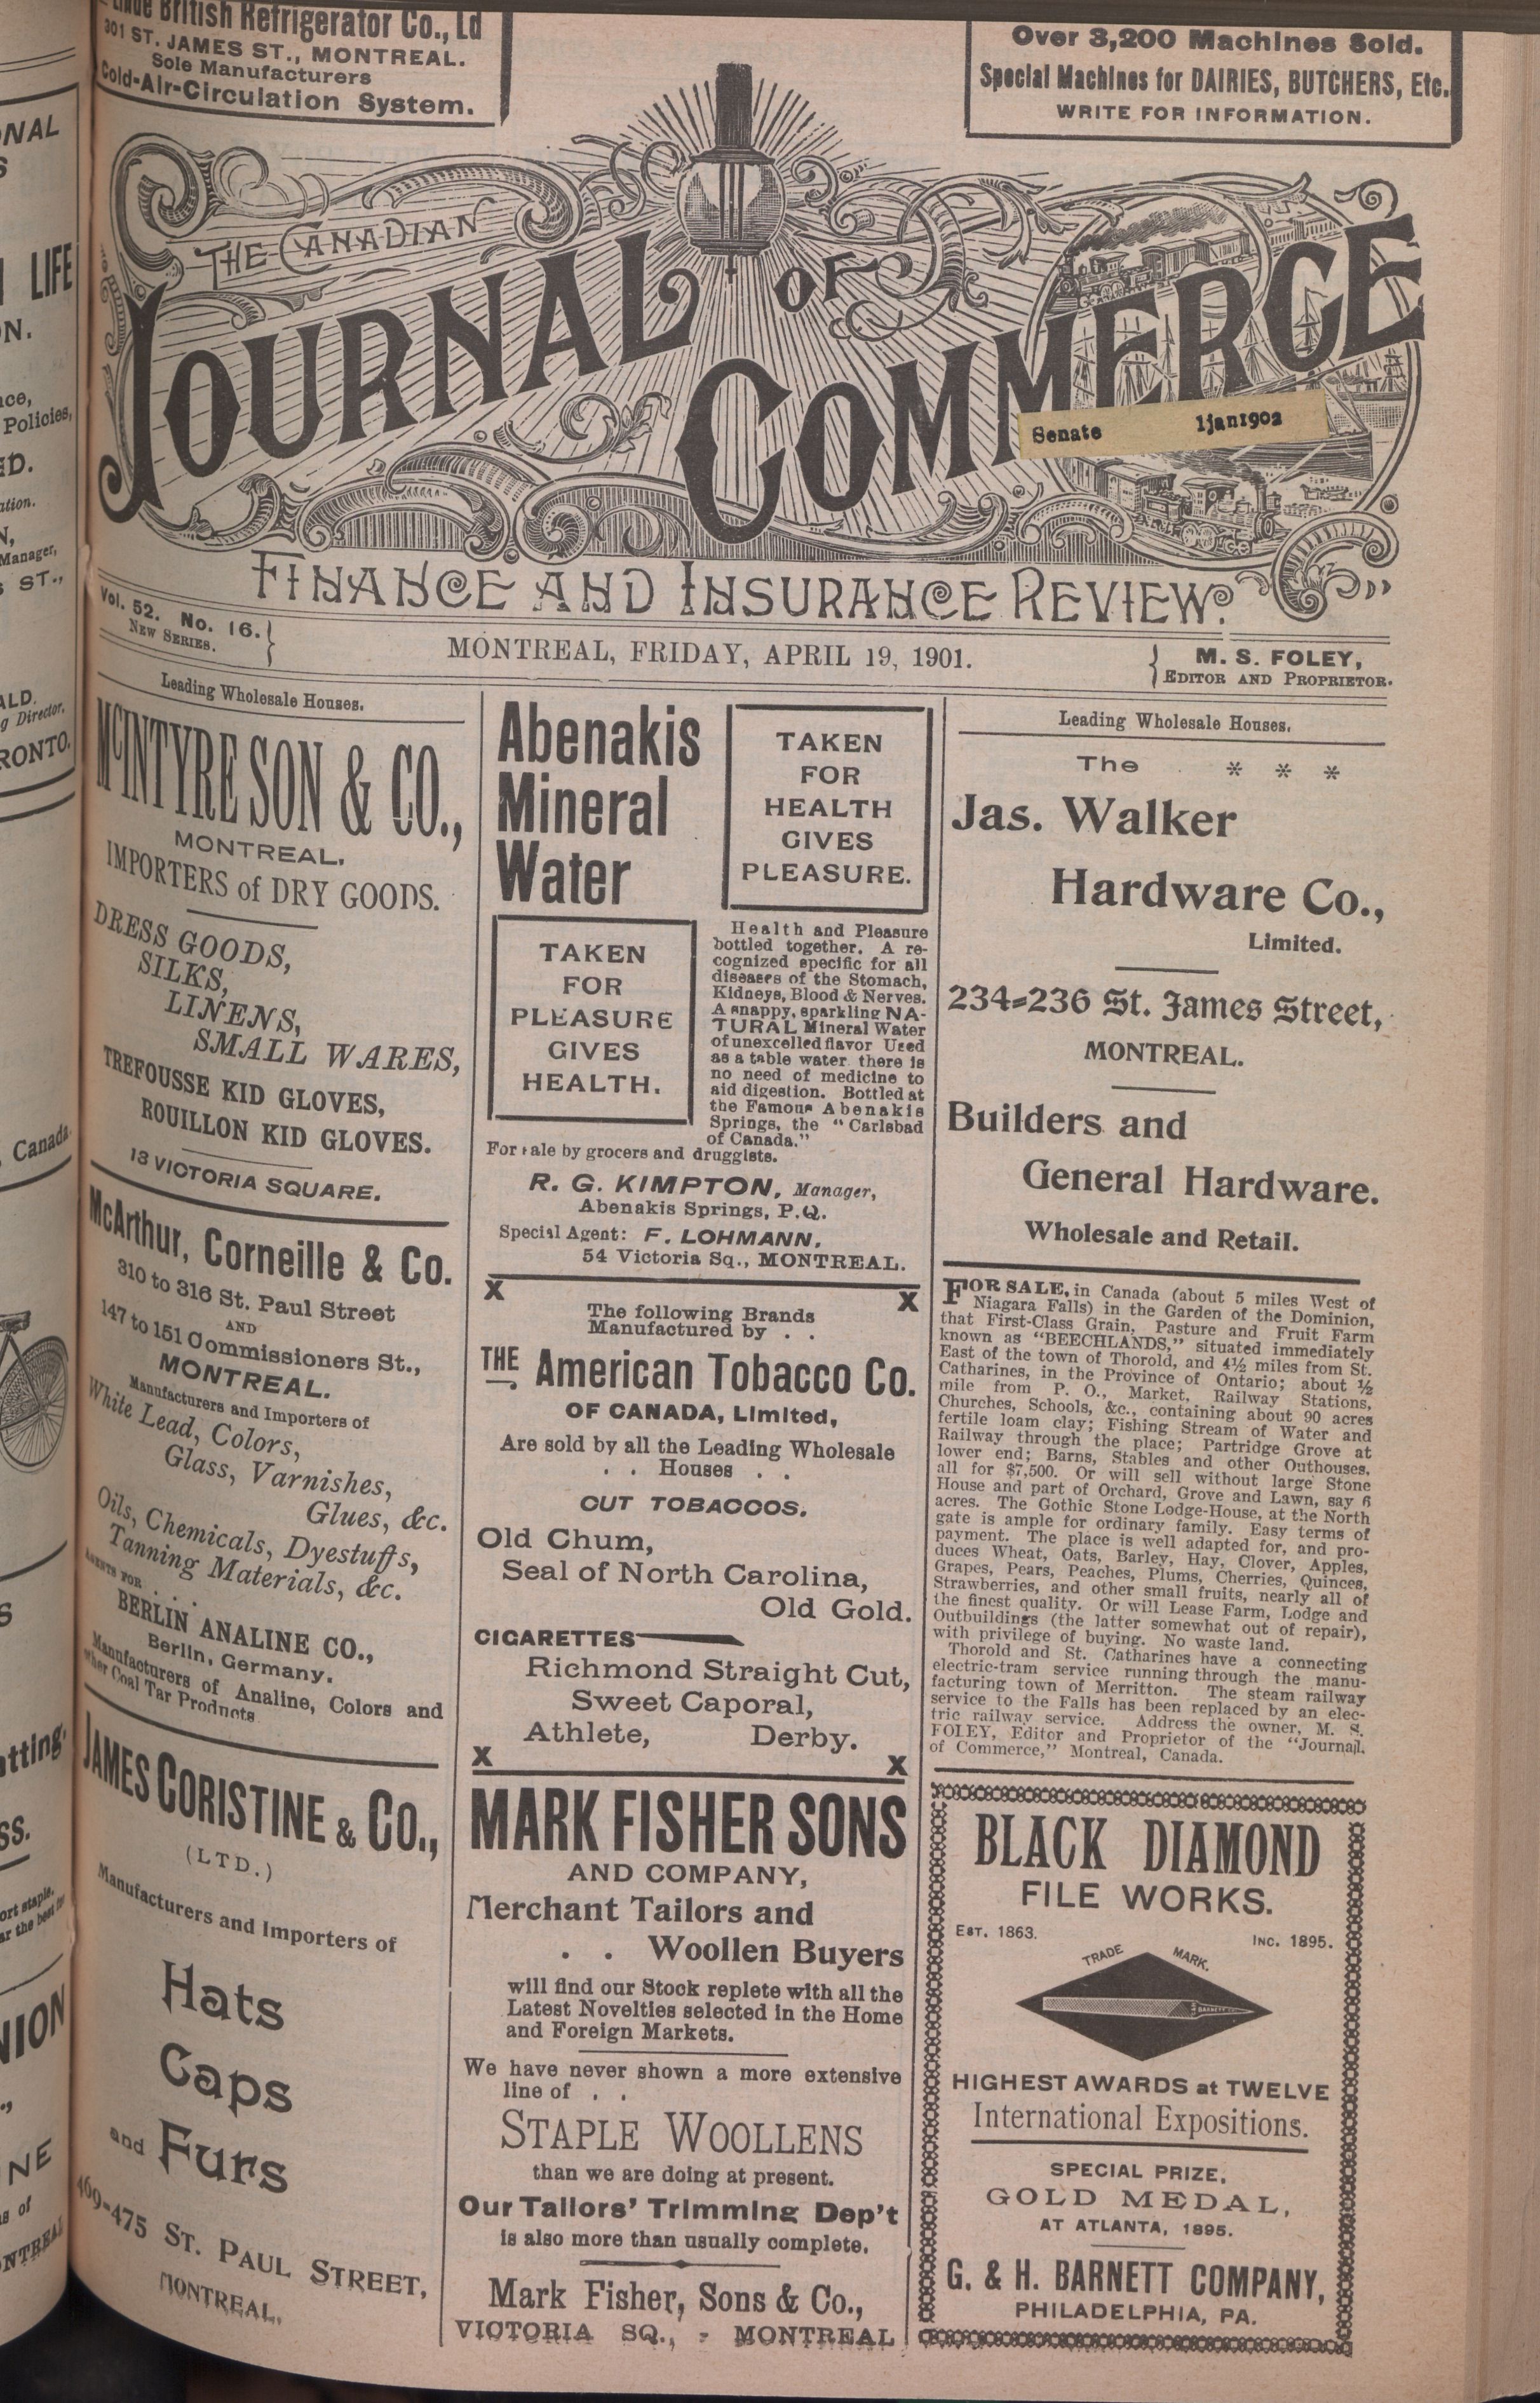 British Refrigerator Co., Ld
301 ST. JAMES ST., MONTREAL.
Sole Manufacturers
Cold-Air-Circulation System.
Over 3,200 Machines Sold.
Special Machines for DAIRIES, BUTCHERS, Etc.
WRITE FOR INFORMATION.
THE CANADIAN
JOURNAL OF
COMMERCE
Senate 1jan1902
FINANCE AND INSURANCE REVIEW.
Vol. 52. No. 16.
NEW SERIES.
MONTREAL, FRIDAY, APRIL 19, 1901.
M. S. FOLEY,
EDITOR AND PROPRIETOR.
Leading Wholesale Houses.
MCINTYRE SON & CO.,
MONTREAL.
IMPORTERS of DRY GOODS.
DRESS GOODS,
SILKS,
LINENS,
SMALL WARES,
TREFOUSSE KID GLOVES,
ROUILLON KID GLOVES.
13 VICTORIA SQUARE.
McArthur, Corneille & Co.
310 to 316 St. Paul Street
AND
147 to 151 Commissioners St.,
MONTREAL.
Manufacturers and Importers of
White Lead, Colors,
Glass, Varnishes,
Glues, &c.
Oils, Chemicals, Dyestuffs,
Tanning Materials, &c.
AGENTS FOR . .
BERLIN ANALINE CO.,
Berlin, Germany.
Manufacturers of Analine, Colors and
other Coal Tar Products
JAMES CORISTINE & CO.,
(LTD.)
Manufacturers and Importers of
Hats
Caps
and Furs
469-475 ST. PAUL STREET,
MONTREAL.
Abenakis
Mineral
Water
TAKEN
FOR
HEALTH
GIVES
PLEASURE.
TAKEN
FOR
PLEASURE
GIVES
HEALTH.
Health and Pleasure
bottled together. A re-
cognized specific for all
diseases of the Stomach,
Kidneys, Blood & Nerves.
A snappy, sparkling NA-
TURAL Mineral Water
of unexcelled flavor Used
as a table water there is
no need of medicine to
aid digestion. Bottled at
the Famous Abenakis
Springs, the "Carlsbad
of Canada."
For sale by grocers and druggists.
R. G. KIMPTON, Manager,
Abenakis Springs, P.Q.
Special Agent: F. LOHMANN,
54 Victoria Sq., MONTREAL.
X X
The following Brands
Manufactured by . .
THE American Tobacco Co.
OF CANADA, Limited,
Are sold by all the Leading Wholesale
. . Houses . .
CUT TOBACCOS.
Old Chum,
Seal of North Carolina,
Old Gold.
CIGARETTES
Richmond Straight Cut,
Sweet Caporal,
Athlete, Derby.
X X
MARK FISHER SONS
AND COMPANY,
Merchant Tailors and
. . Woollen Buyers
will find our Stock replete with all the
Latest Novelties selected in the Home
and Foreign Markets.
We have never shown a more extensive
line of . .
STAPLE WOOLLENS
than we are doing at present.
Our Tailors' Trimming Dep't
is also more than usually complete.
Mark Fisher, Sons & Co.,
VICTORIA SQ., - MONTREAL
Leading Wholesale Houses.
The * * *
Jas. Walker
Hardware Co.,
Limited.
234-236 St. James Street,
MONTREAL.
Builders and
General Hardware.
Wholesale and Retail.
FOR SALE, in Canada (about 5 miles West of
Niagara Falls) in the Garden of the Dominion,
that First-Class Grain, Pasture and Fruit Farm
known as "BEECHLANDS," situated immediately
East of the town of Thorold, and 4½ miles from St.
Catharines, in the Province of Ontario; about ½
mile from P. O., Market, Railway Stations,
Churches, Schools, &c., containing about 90 acres
fertile loam clay; Fishing Stream of Water and
Railway through the place; Partridge Grove at
lower end; Barns, Stables and other Outhouses,
all for $7,500. Or will sell without large Stone
House and part of Orchard, Grove and Lawn, say 6
acres. The Gothic Stone Lodge-House, at the North
gate is ample for ordinary family. Easy terms of
payment. The place is well adapted for, and pro-
duces Wheat, Oats, Barley, Hay, Clover, Apples,
Grapes, Pears, Peaches, Plums, Cherries, Quinces,
Strawberries, and other small fruits, nearly all of
the finest quality. Or will Lease Farm, Lodge and
Outbuildings (the latter somewhat out of repair),
with privilege of buying. No waste land.
Thorold and St. Catharines have a connecting
electric-tram service running through the manu-
facturing town of Merritton. The steam railway
service to the Falls has been replaced by an elec-
tric railway service. Address the owner, M. S.
FOLEY, Editor and Proprietor of the "Journal
of Commerce," Montreal, Canada.
BLACK DIAMOND
FILE WORKS.
EST. 1863. INC. 1895.
TRADE MARK.
BARNETT
HIGHEST AWARDS at TWELVE
International Expositions.
SPECIAL PRIZE,
GOLD MEDAL,
AT ATLANTA, 1895.
G. & H. BARNETT COMPANY,
PHILADELPHIA, PA.